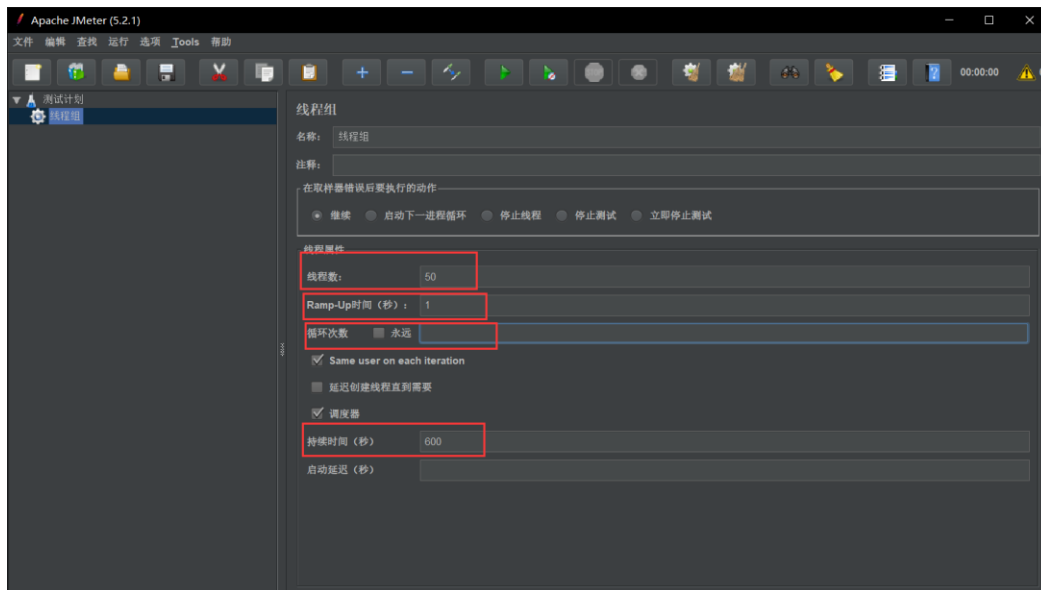 Apache JMeter (5.2.1)
文件 编辑 查找 运行 选项 Tools 帮助
00:00:00
测试计划
线程组
线程组
名称： 线程组
注释：
在取样器错误后要执行的动作
继续 启动下一进程循环 停止线程 停止测试 立即停止测试
线程属性
线程数： 50
Ramp-Up时间（秒）： 1
循环次数 永远
Same user on each iteration
延迟创建线程直到需要
调度器
持续时间（秒） 600
启动延迟（秒）